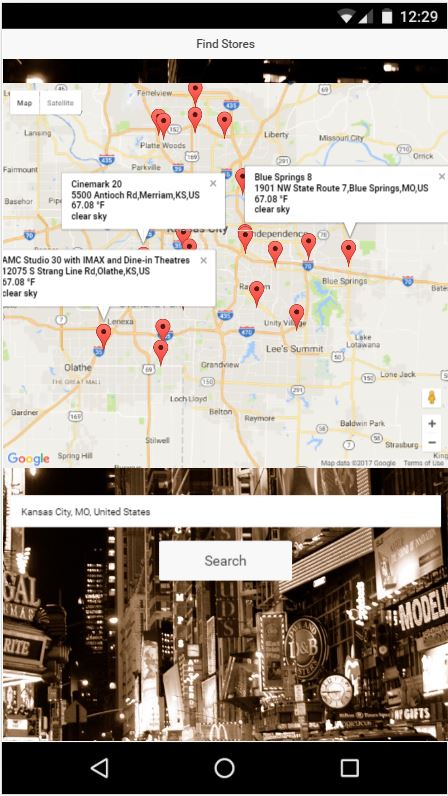 12:29
Find Stores
Map Satellite
Ferrelview
Liberty
Missouri City
Orrick
Lansing
Platte Woods
Fairmount
Basehor
Cinemark 20
5500 Antioch Rd,Merriam,KS,US
67.08 °F
clear sky
Blue Springs 8
1901 NW State Route 7,Blue Springs,MO,US
67.08 °F
clear sky
Independence
AMC Studio 30 with IMAX and Dine-in Theatres
12075 S Strang Line Rd,Olathe,KS,US
67.08 °F
clear sky
Blue Springs
Lenexa
Unity Village
Lee's Summit
Lake
Lotawana
Olathe
THE GREAT MALL
Grandview
Lone Jack
Loch Lloyd
Gardner
Belton
Raymore
Baldwin Park
Stilwell
Strasburg
Spring Hill
Google
Map data ©2017 Google Terms of Use
Kansas City, MO, United States
Search
D&B
GIFTS